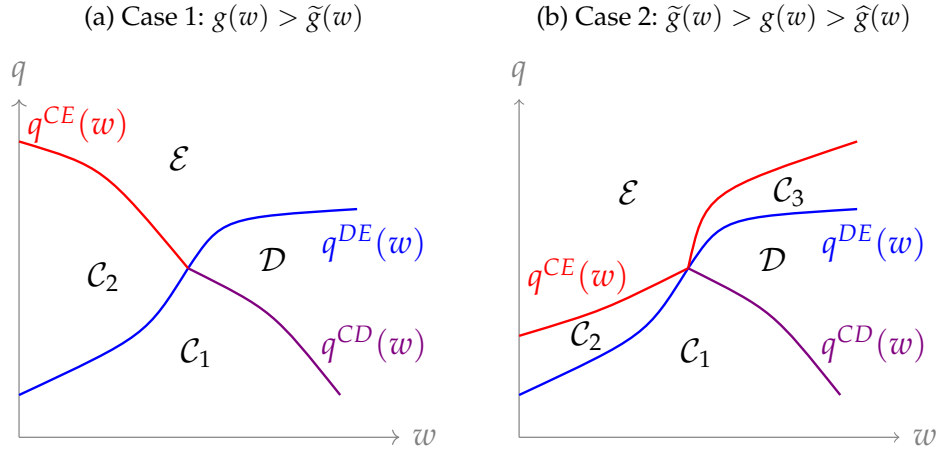 (a) Case 1: g(w) > g̃(w)
q
q^{CE}(w)
ℰ
q^{DE}(w)
𝒟
𝒞₂
𝒞₁
q^{CD}(w)
w
(b) Case 2: g̃(w) > g(w) > ĝ(w)
q
ℰ
𝒞₃
q^{DE}(w)
𝒟
q^{CE}(w)
𝒞₂
𝒞₁
q^{CD}(w)
w